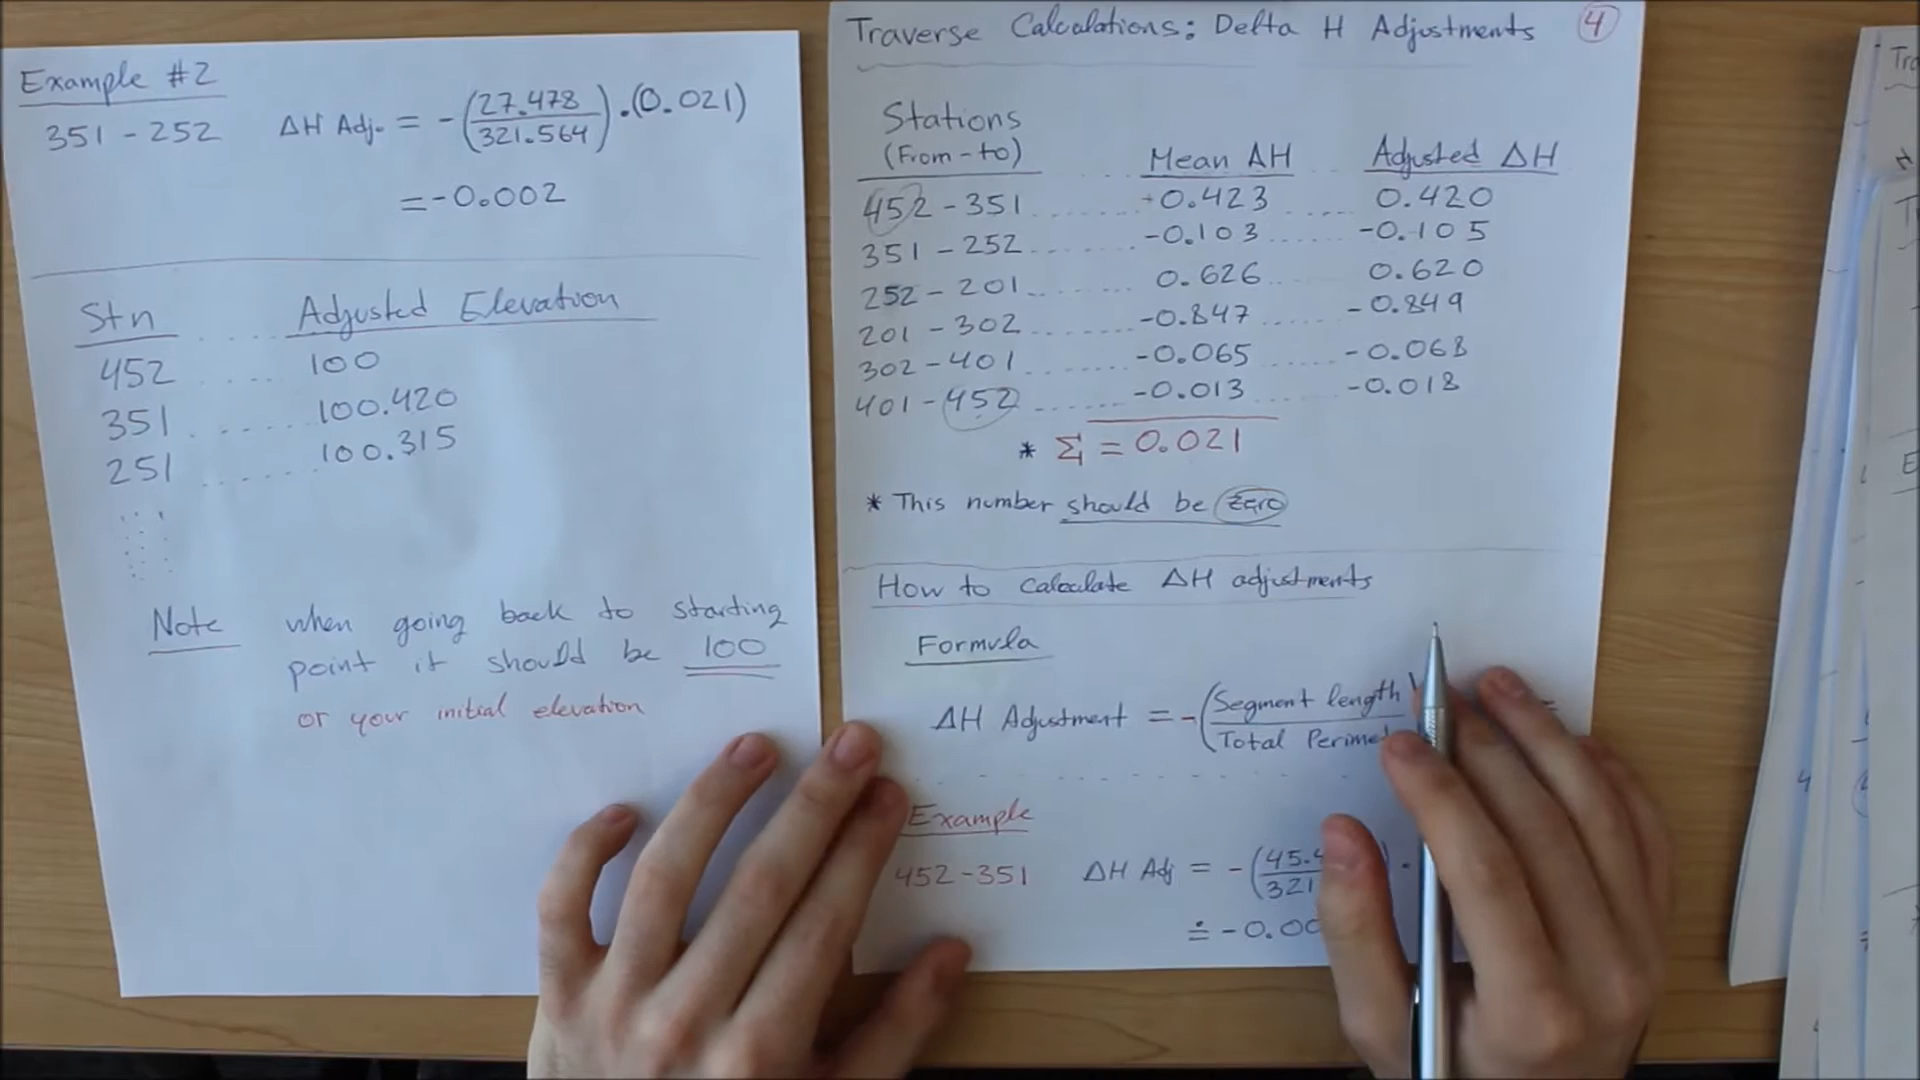 Example #2
351 - 252 ΔH Adj. = -(27.478/321.564).(0.021)
= -0.002
Stn Adjusted Elevation
452 .... 100
351 ...... 100.420
251 ...... 100.315
Note when going back to starting
point it should be 100
or your initial elevation
Traverse Calculations: Delta H Adjustments 4
Stations
(From - to) Mean ΔH Adjusted ΔH
452 - 351 0.423 0.420
351 - 252 -0.103 -0.105
252 - 201 0.626 0.620
201 - 302 -0.847 -0.849
302 - 401 -0.065 -0.068
401 - 452 -0.013 -0.018
* Σ = 0.021
* This number should be zero
How to calculate ΔH adjustments
Formula
ΔH Adjustment = -(Segment length
Total
Example
452-351 ΔH Adj = -(45.4
321
≐ -0.00